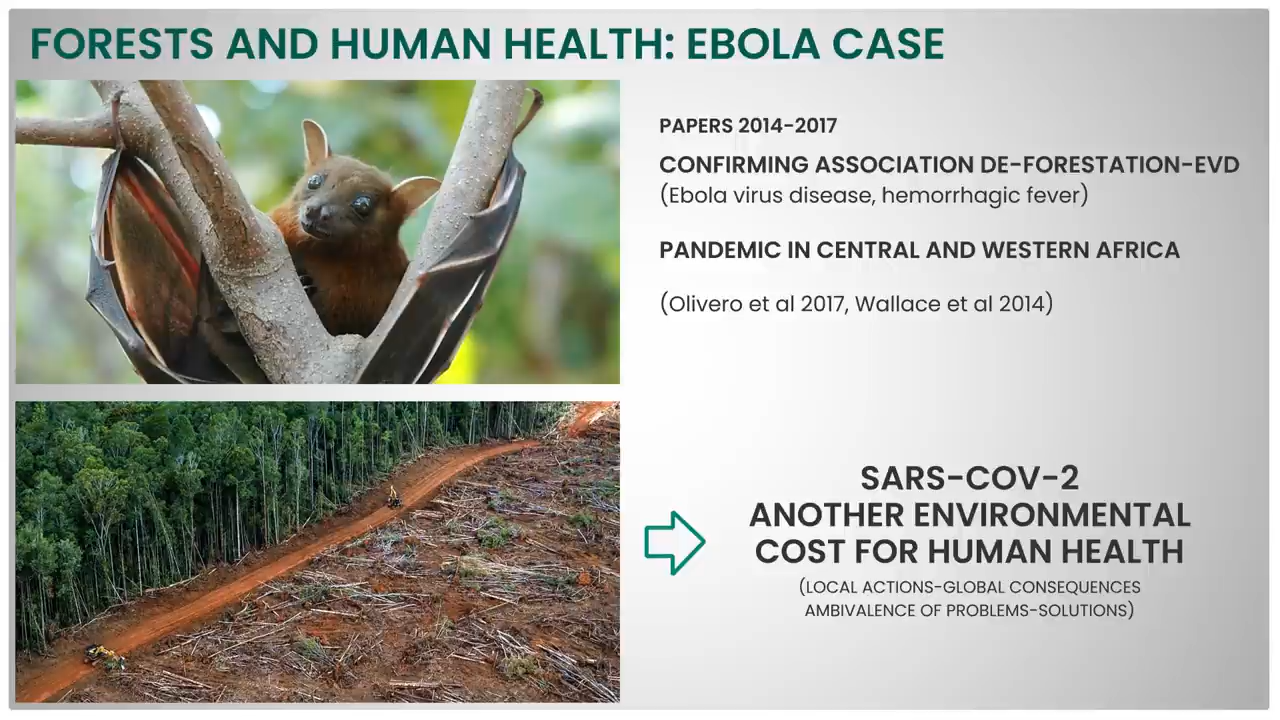 FORESTS AND HUMAN HEALTH: EBOLA CASE
PAPERS 2014-2017
CONFIRMING ASSOCIATION DE-FORESTATION-EVD
(Ebola virus disease, hemorrhagic fever)
PANDEMIC IN CENTRAL AND WESTERN AFRICA
(Olivero et al 2017, Wallace et al 2014)
SARS-COV-2
ANOTHER ENVIRONMENTAL
COST FOR HUMAN HEALTH
(LOCAL ACTIONS-GLOBAL CONSEQUENCES
AMBIVALENCE OF PROBLEMS-SOLUTIONS)